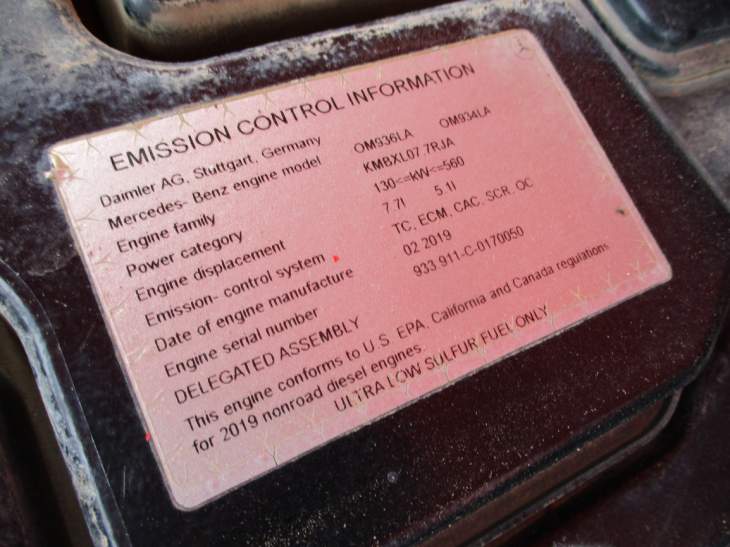 EMISSION CONTROL INFORMATION
Daimler AG, Stuttgart, Germany
Mercedes- Benz engine model OM936LA OM934LA
Engine family KMBXL07.7RJA
Power category 130<=kW<=560
Engine displacement 7.7l 5.1l
Emission- control system TC, ECM, CAC, SCR, OC
Date of engine manufacture 02.2019
Engine serial number 933.911-C-0170050
DELEGATED ASSEMBLY
This engine conforms to U.S. EPA, California and Canada regulations
for 2019 nonroad diesel engines.
ULTRA LOW SULFUR FUEL ONLY